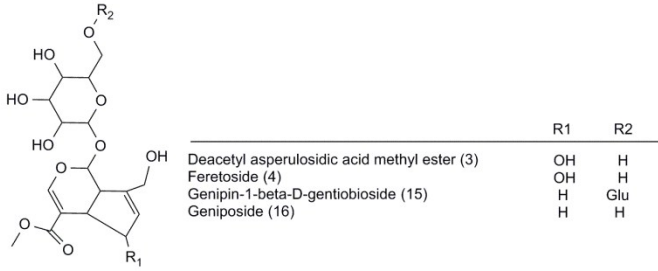 R2
O
HO
HO
O
HO
O
OH
O
O
O
R1
R1 R2
Deacetyl asperulosidic acid methyl ester (3) OH H
Feretoside (4) OH H
Genipin-1-beta-D-gentiobioside (15) H Glu
Geniposide (16) H H